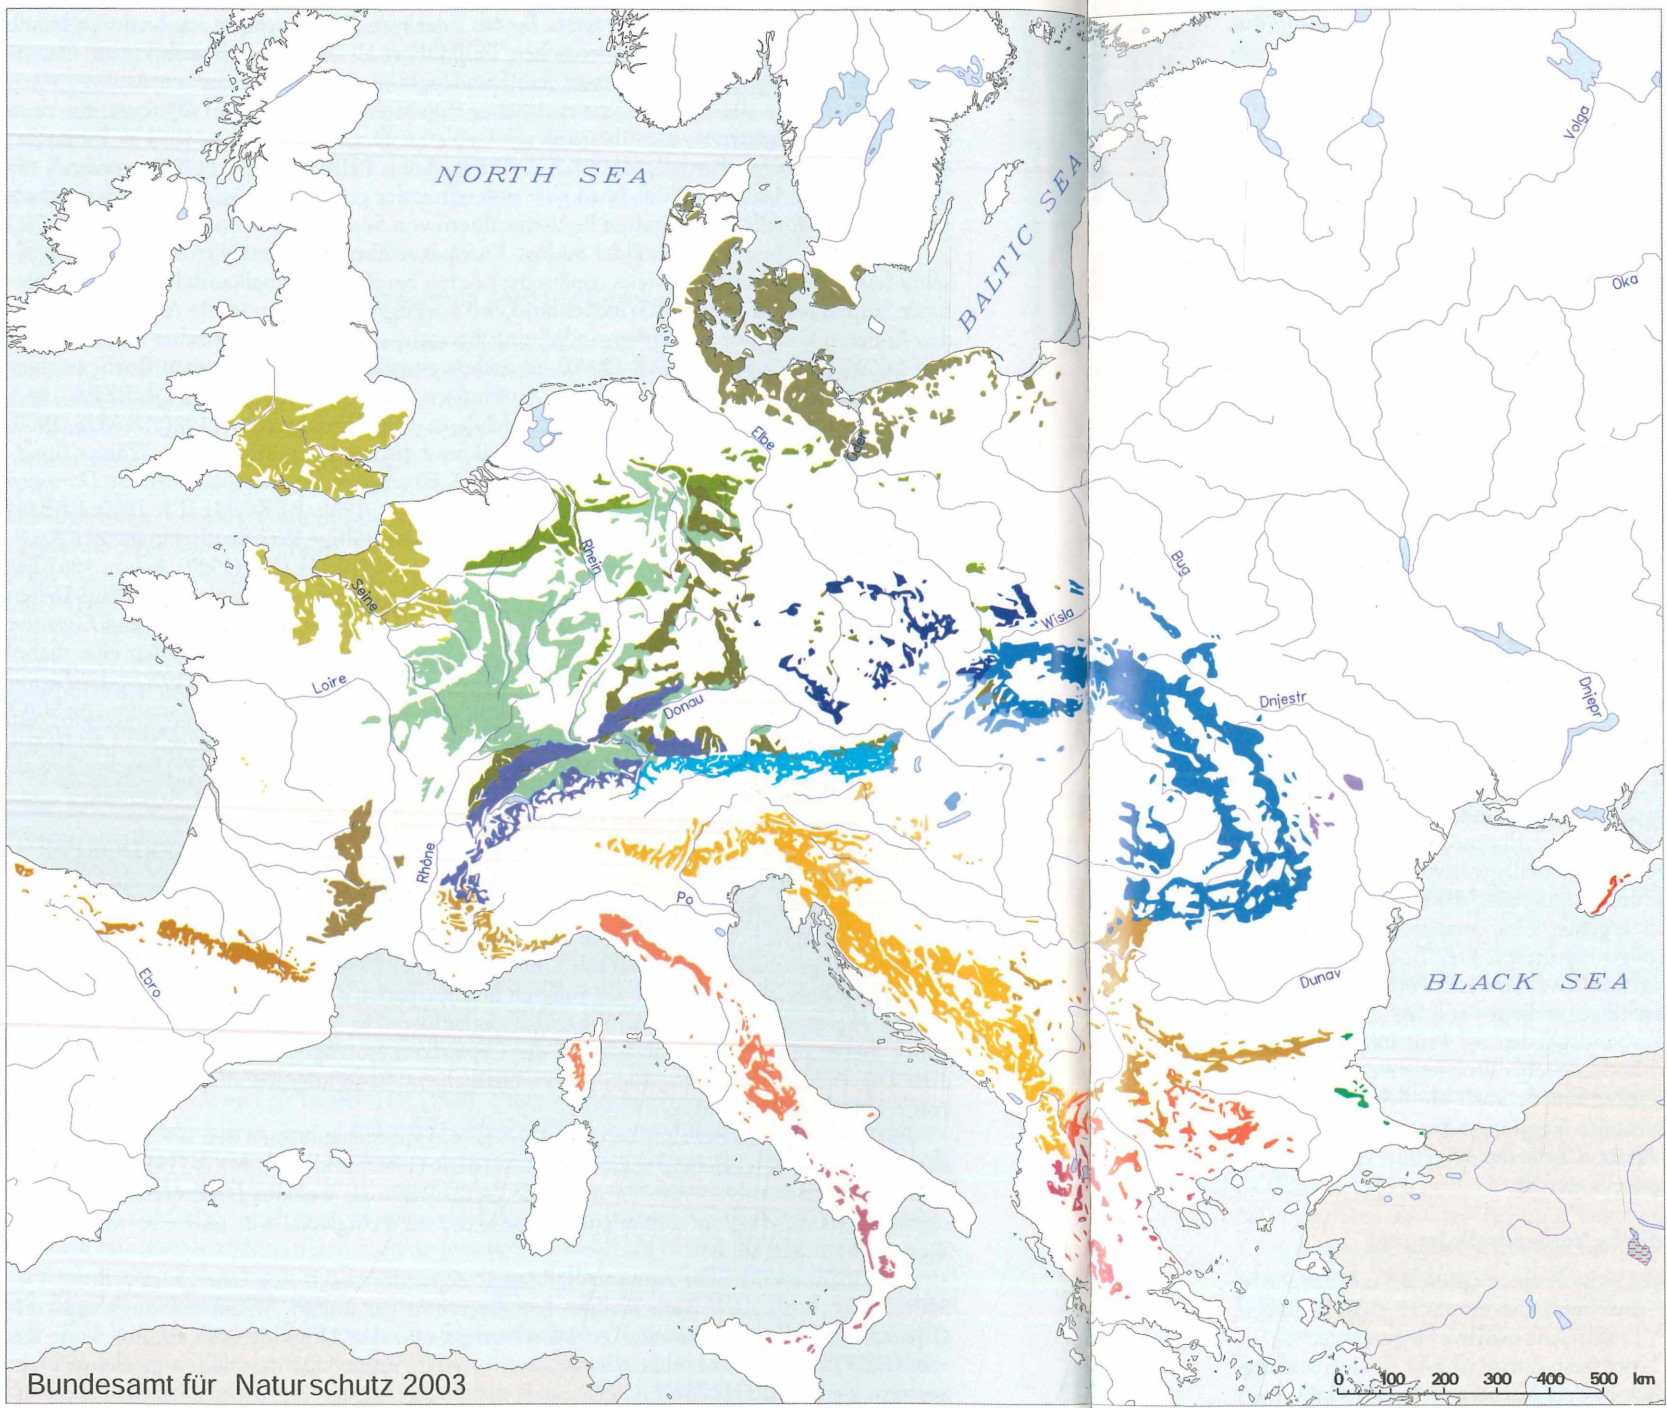 NORTH SEA
BALTIC SEA
Volga
Oka
Elbe
Oder
Rhein
Seine
Bug
Wisla
Loire
Donau
Dnjestr
Dnjepr
Rhône
Po
Ebro
Dunav
BLACK SEA
Bundesamt für Naturschutz 2003
0 100 200 300 400 500 km